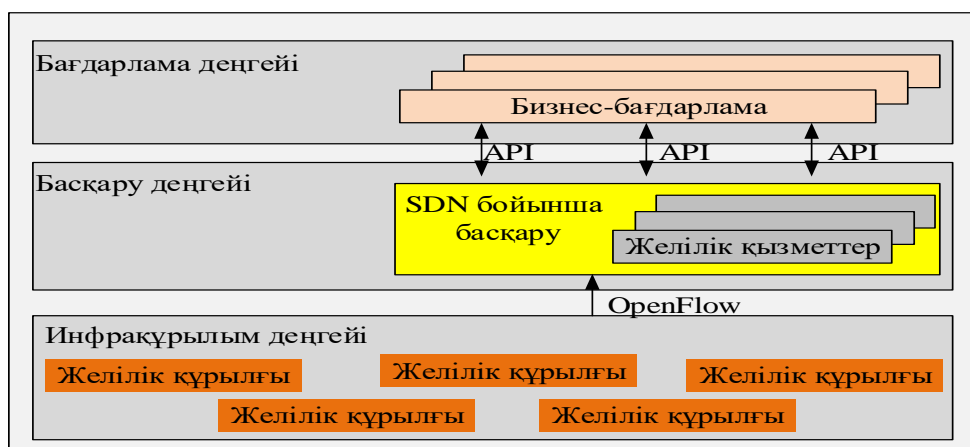 Бағдарлама деңгейі
Бизнес-бағдарлама
API
API
API
Басқару деңгейі
SDN бойынша
басқару
Желілік қызметтер
OpenFlow
Инфрақұрылым деңгейі
Желілік құрылғы
Желілік құрылғы
Желілік құрылғы
Желілік құрылғы
Желілік құрылғы